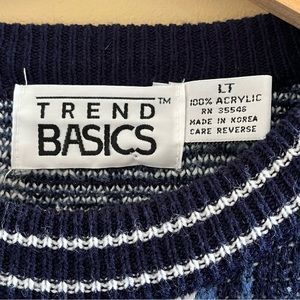 TREND™
BASICS
LT
100% ACRYLIC
RN 35546
MADE IN KOREA
CARE REVERSE